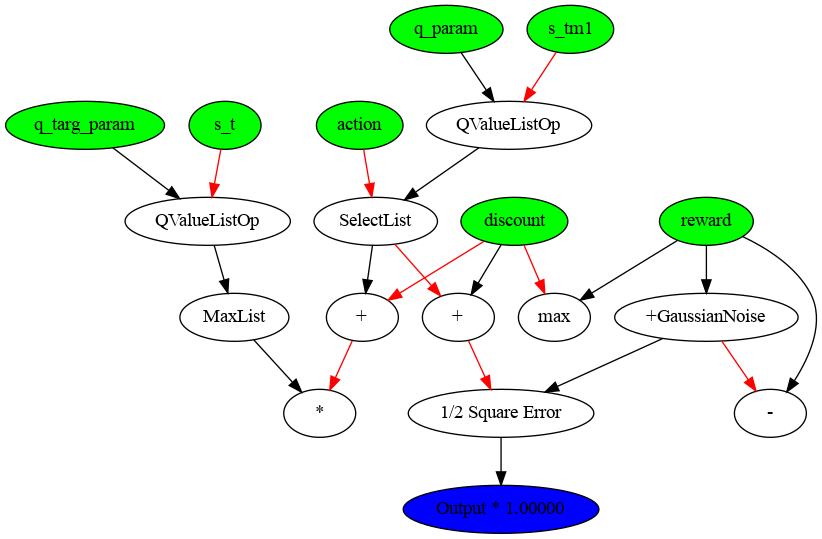 q_param
s_tm1
q_targ_param
s_t
action
QValueListOp
QValueListOp
SelectList
discount
reward
MaxList
+
+
max
+GaussianNoise
*
1/2 Square Error
-
Output * 1.00000